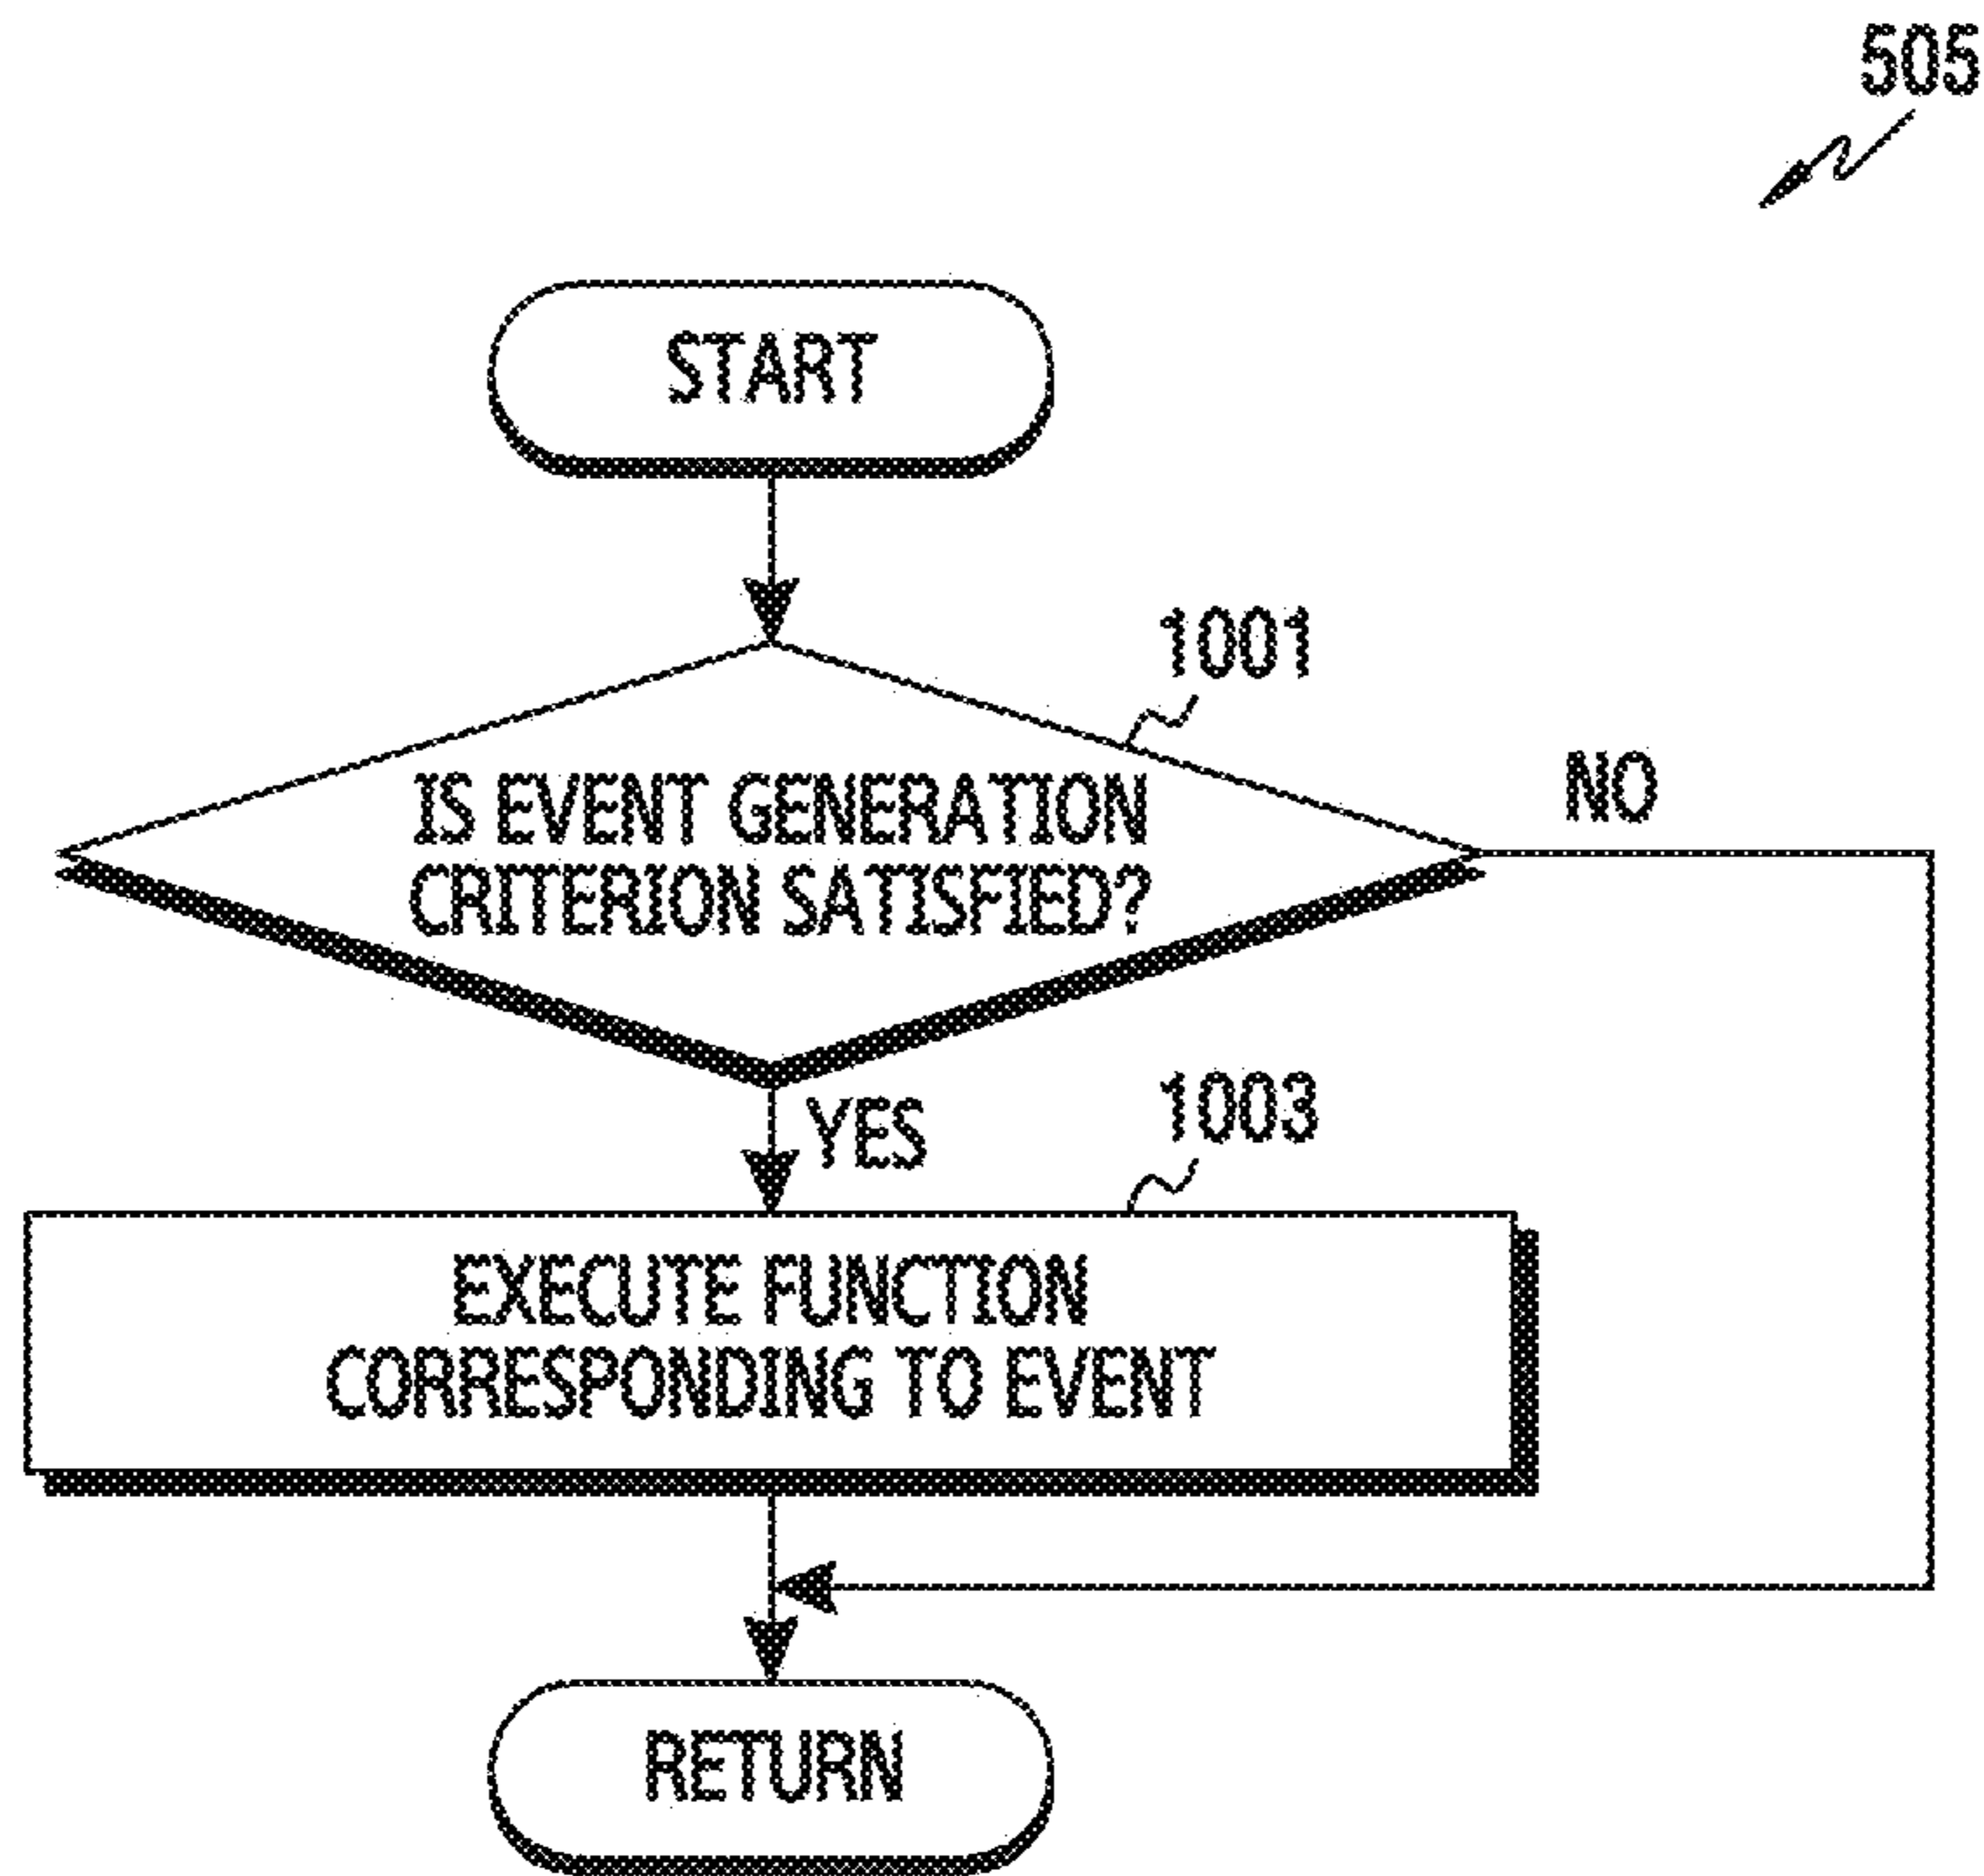 505
START
1001
IS EVENT GENERATION
CRITERION SATISFIED?
NO
YES
1003
EXECUTE FUNCTION
CORRESPONDING TO EVENT
RETURN